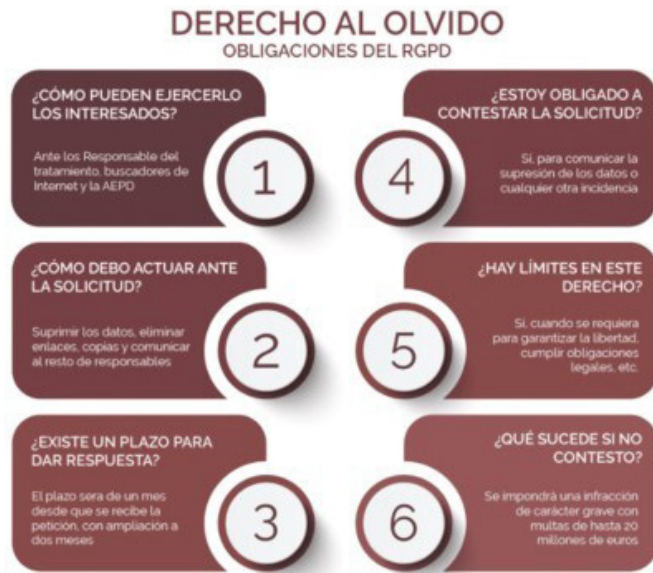 DERECHO AL OLVIDO
OBLIGACIONES DEL RGPD
¿CÓMO PUEDEN EJERCERLO
LOS INTERESADOS?
Ante los Responsable del
tratamiento, buscadores de
Internet y la AEPD
1
¿CÓMO DEBO ACTUAR ANTE
LA SOLICITUD?
Suprimir los datos, eliminar
enlaces, copias y comunicar
al resto de responsables
2
¿EXISTE UN PLAZO PARA
DAR RESPUESTA?
El plazo sera de un mes
desde que se recibe la
petición, con ampliación a
dos meses
3
¿ESTOY OBLIGADO A
CONTESTAR LA SOLICITUD?
Sí, para comunicar la
supresión de los datos o
cualquier otra incidencia
4
¿HAY LÍMITES EN ESTE
DERECHO?
Sí, cuando se requiera
para garantizar la libertad,
cumplir obligaciones
legales, etc.
5
¿QUÉ SUCEDE SI NO
CONTESTO?
Se impondrá una infracción
de carácter grave con
multas de hasta 20
millones de euros
6